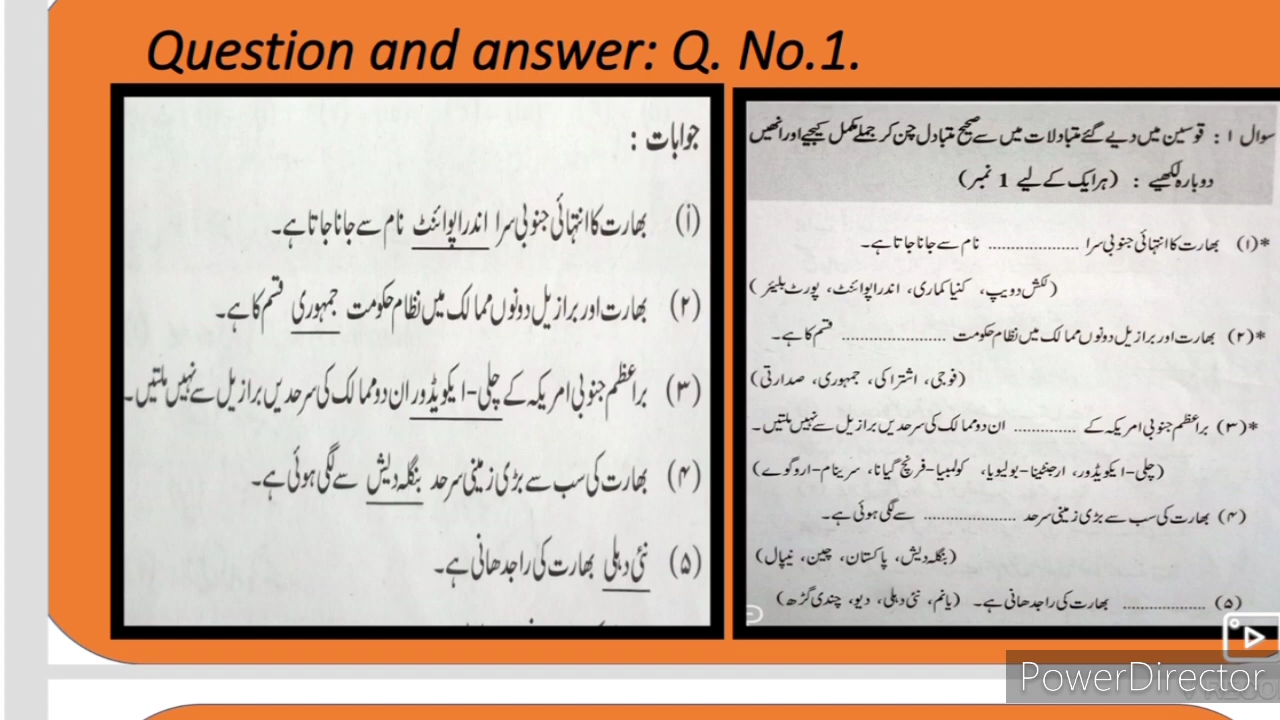 Question and answer: Q. No.1.
سوال ۱ : قوسین میں دیے گئے متبادلات میں سے صحیح متبادل چن کر جملے مکمل کیجیے اور انھیں
دوبارہ لکھیے : (ہر ایک کے لیے 1 نمبر)
*(۱) بھارت کا انتہائی جنوبی سرا .................... نام سے جانا جاتا ہے۔
(لکش دویپ، کنیا کماری، اندرا پوائنٹ، پورٹ بلیئر)
*(۲) بھارت اور برازیل دونوں ممالک میں نظام حکومت .................... قسم کا ہے۔
(فوجی، اشتراکی، جمہوری، صدارتی)
*(۳) براعظم جنوبی امریکہ کے .............. ان دو ممالک کی سرحدیں برازیل سے نہیں ملتیں۔
(چلی-ایکویڈور، ارجنٹینا-بولیویا، کولمبیا-فرنچ گیانا، سرینام-اروگوے)
(۴) بھارت کی سب سے بڑی زمینی سرحد .................... سے لگی ہوئی ہے۔
(بنگلہ دیش، پاکستان، چین، نیپال)
(۵) .................. بھارت کی راجدھانی ہے۔ (یانم، نئی دہلی، دیو، چندی گڑھ)
جوابات :
(i) بھارت کا انتہائی جنوبی سرا اندرا پوائنٹ نام سے جانا جاتا ہے۔
(۲) بھارت اور برازیل دونوں ممالک میں نظام حکومت جمہوری قسم کا ہے۔
(۳) براعظم جنوبی امریکہ کے چلی-ایکویڈور ان دو ممالک کی سرحدیں برازیل سے نہیں ملتیں۔
(۴) بھارت کی سب سے بڑی زمینی سرحد بنگلہ دیش سے لگی ہوئی ہے۔
(۵) نئی دہلی بھارت کی راجدھانی ہے۔
PowerDirector